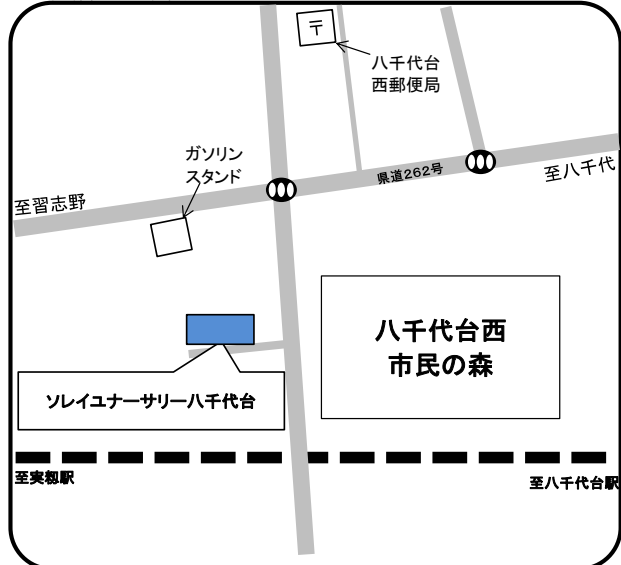 〒
八千代台
西郵便局
ガソリン
スタンド
県道262号
至八千代
至習志野
八千代台西
市民の森
ソレイユナーサリー八千代台
至実籾駅
至八千代台駅